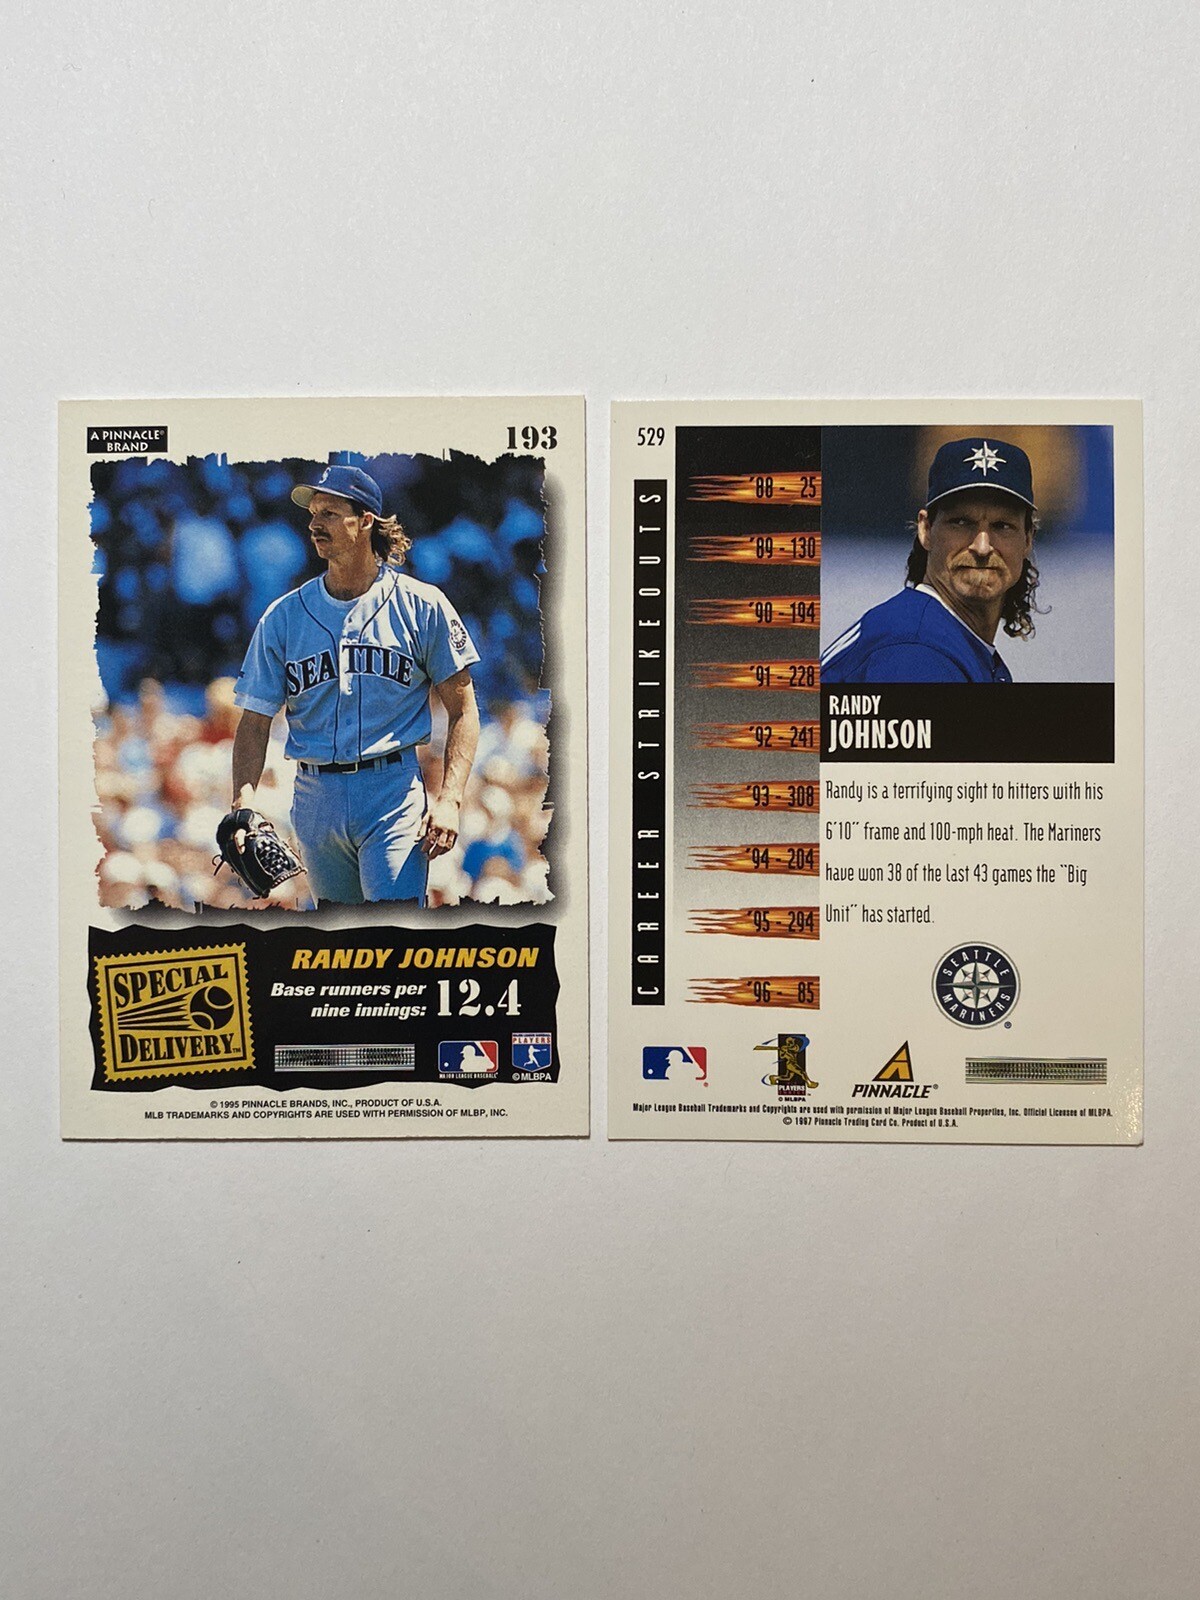 A PINNACLE®
BRAND
193
SEATTLE
SPECIAL
DELIVERY™
RANDY JOHNSON
Base runners per
nine innings: 12.4
MAJOR LEAGUE BASEBALL
PLAYERS
© MLBPA
© 1995 PINNACLE BRANDS, INC., PRODUCT OF U.S.A.
MLB TRADEMARKS AND COPYRIGHTS ARE USED WITH PERMISSION OF MLBP, INC.
529
CAREER STRIKEOUTS
'88 - 25
'89 - 130
'90 - 194
'91 - 228
'92 - 241
'93 - 308
'94 - 204
'95 - 294
'96 - 85
RANDY
JOHNSON
Randy is a terrifying sight to hitters with his
6'10" frame and 100-mph heat. The Mariners
have won 38 of the last 43 games the "Big
Unit" has started.
SEATTLE
MARINERS
®
PLAYERS
© MLBPA
PINNACLE®
Major League Baseball Trademarks and Copyrights are used with permission of Major League Baseball Properties, Inc. Official Licensee of MLBPA.
© 1997 Pinnacle Trading Card Co. Product of U.S.A.